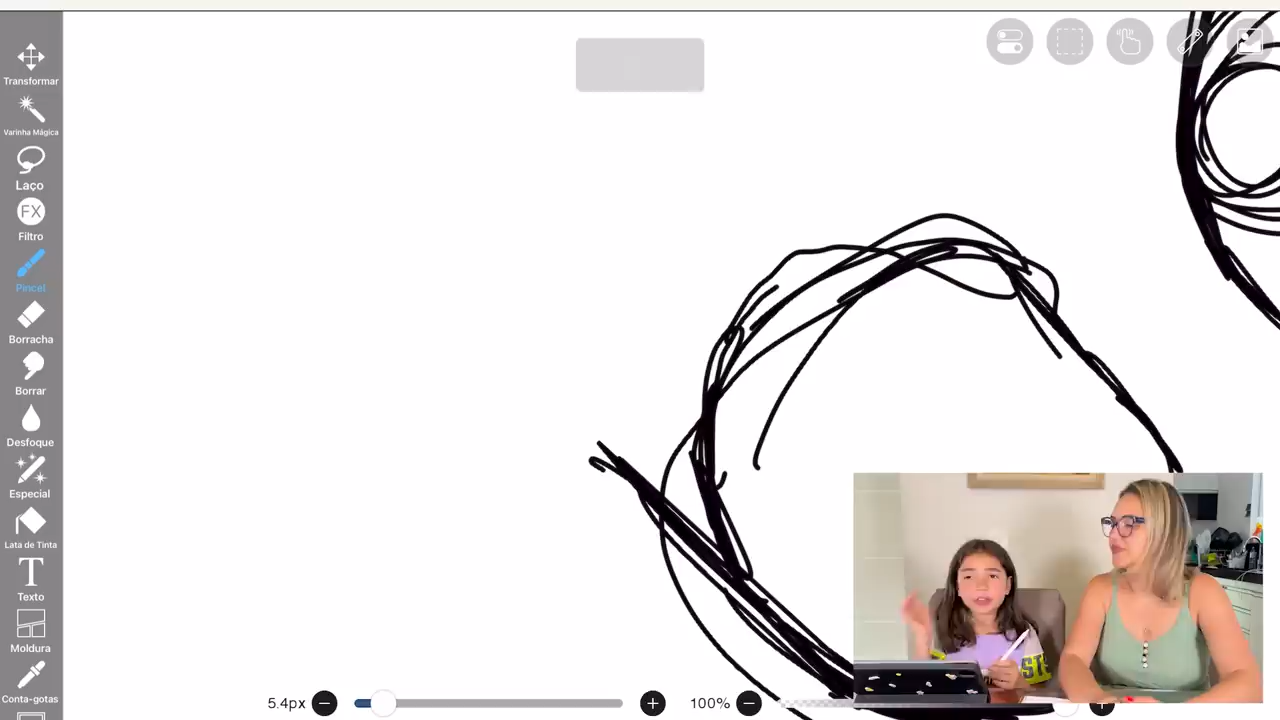 Transformar
Varinha Mágica
Laço
FX
Filtro
Pincel
Borracha
Borrar
Desfoque
Especial
Lata de Tinta
T
Texto
Moldura
Conta-gotas
5.4px
100%